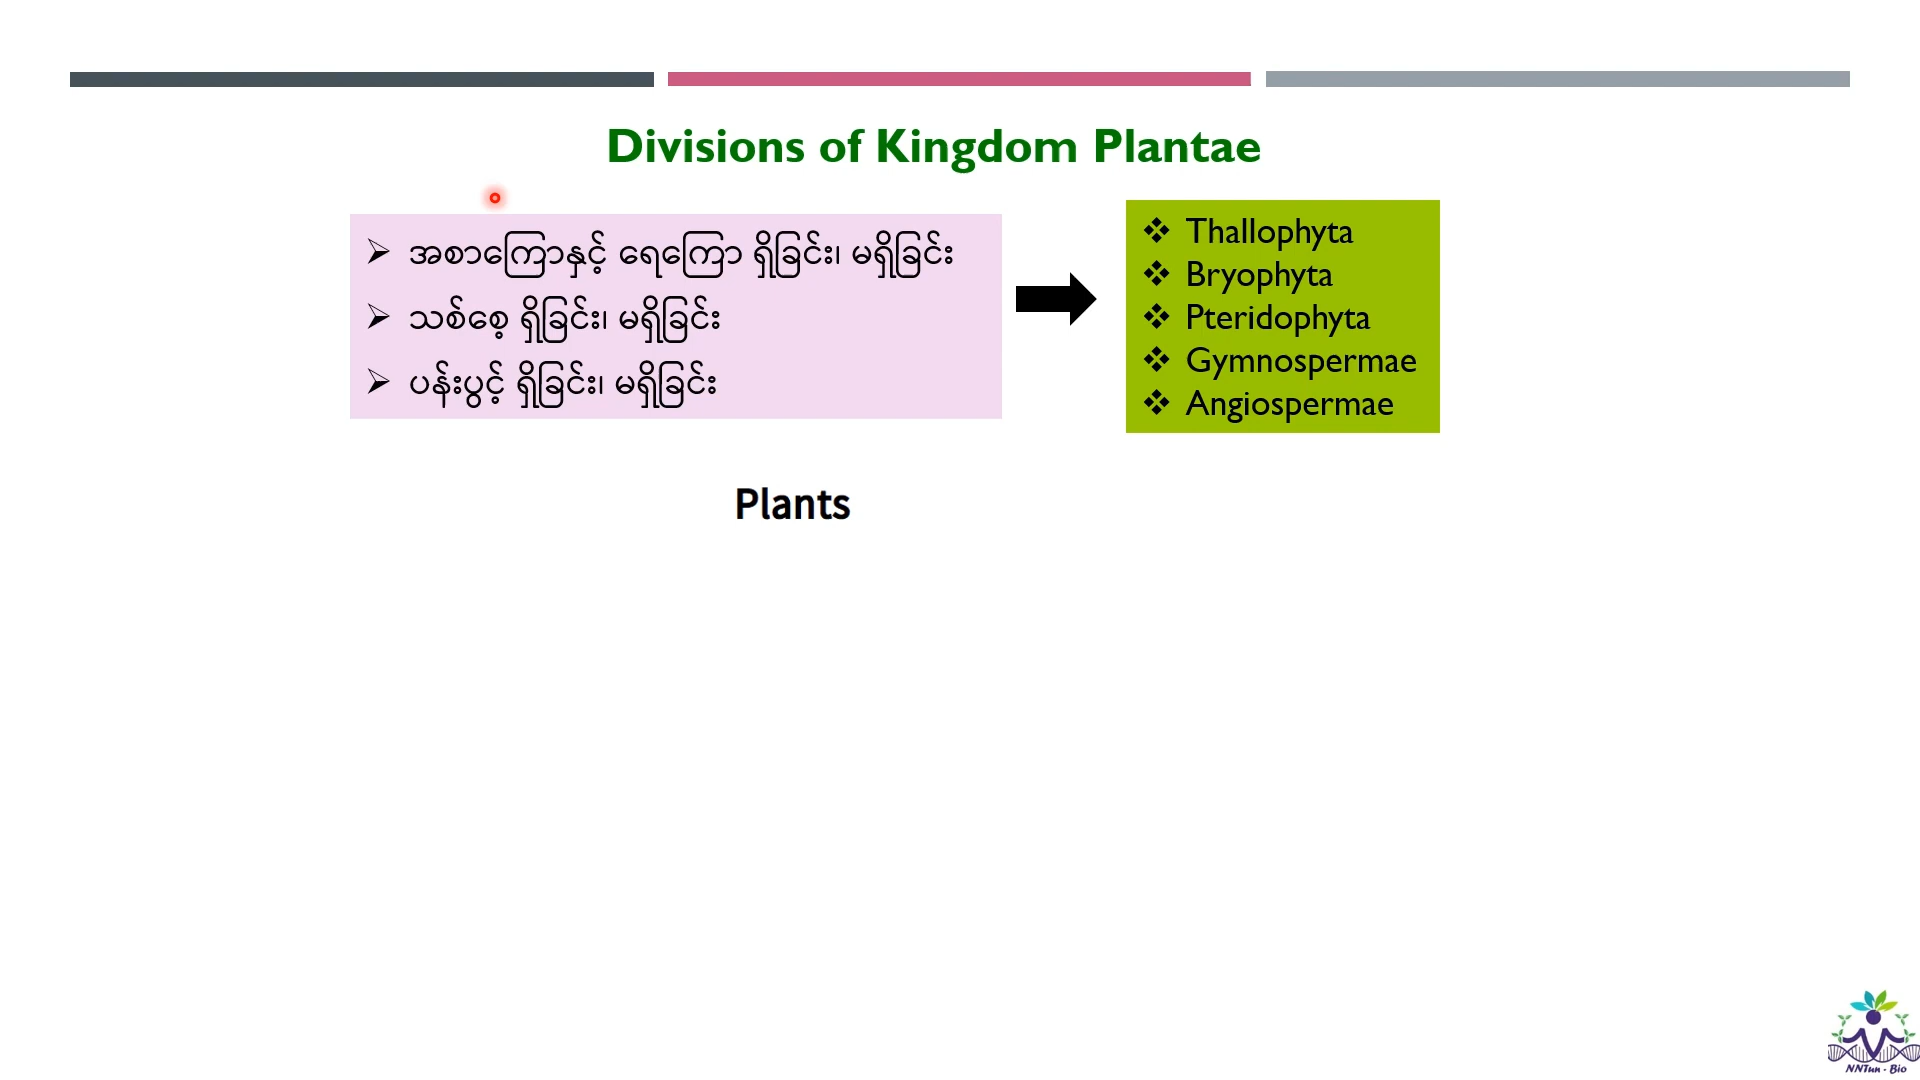 Divisions of Kingdom Plantae
➢ အစာကြောနှင့် ရေကြော ရှိခြင်း၊ မရှိခြင်း
➢ သစ်စေ့ ရှိခြင်း၊ မရှိခြင်း
➢ ပန်းပွင့် ရှိခြင်း၊ မရှိခြင်း
❖ Thallophyta
❖ Bryophyta
❖ Pteridophyta
❖ Gymnospermae
❖ Angiospermae
Plants
NNTun - Bio